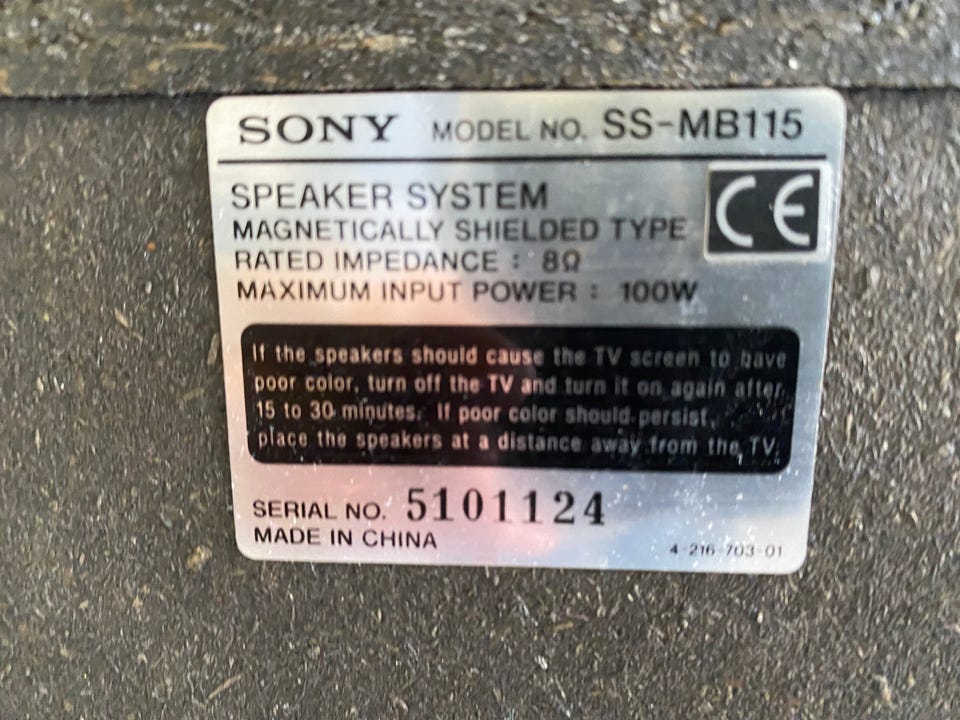 SONY MODEL NO. SS-MB115
SPEAKER SYSTEM
MAGNETICALLY SHIELDED TYPE
RATED IMPEDANCE : 8Ω
MAXIMUM INPUT POWER : 100W
CE
If the speakers should cause the TV screen to have
poor color, turn off the TV and turn it on again after
15 to 30 minutes. If poor color should persist,
place the speakers at a distance away from the TV.
SERIAL NO. 5101124
MADE IN CHINA
4-216-703-01